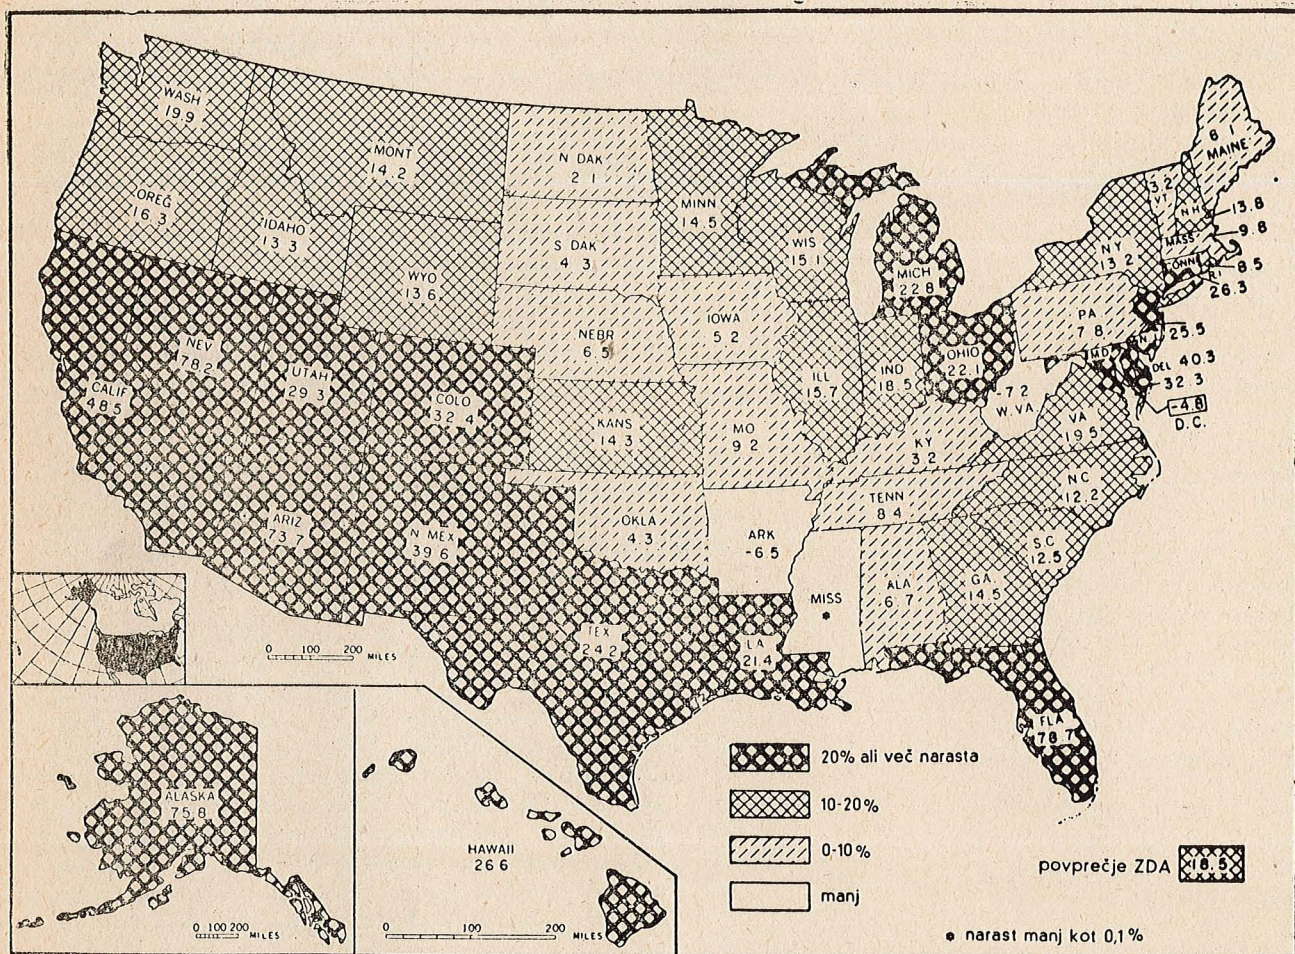 WASH
19.9
MONT
14.2
N DAK
2 1
MINN
14.5
OREG
16.3
IDAHO
13.3
S DAK
4 3
WIS
15.1
MICH
22 8
WYO
13.6
NEBR
6.5
IOWA
5 2
NEV
78.2
UTAH
29.3
COLO
32.4
CALIF
48.5
KANS
14.3
MO
9 2
ILL
15.7
IND
18.5
OHIO
22.1
6 1
MAINE
3.2
VT
N H
13.8
MASS
9.8
CONN
R I
8.5
26.3
N Y
13.2
PA
7 8
N.J.
25.5
MD
DEL 40.3
32.3
-4.8
D.C.
-7 2
W.VA
VA
19.5
KY
3.2
NC
12.2
TENN
8 4
S.C
12.5
ARIZ
73.7
N MEX
39 6
OKLA
4.3
ARK
-6.5
MISS
*
ALA
6.7
GA.
14.5
TEX
24.2
LA
21.4
FLA
78.7
0 100 200 MILES
ALASKA
75.8
0 100 200
MILES
HAWAII
26 6
0 100 200 MILES
20% ali več narasta
10-20%
0-10%
manj
povprečje ZDA 18.5
* narast manj kot 0,1%